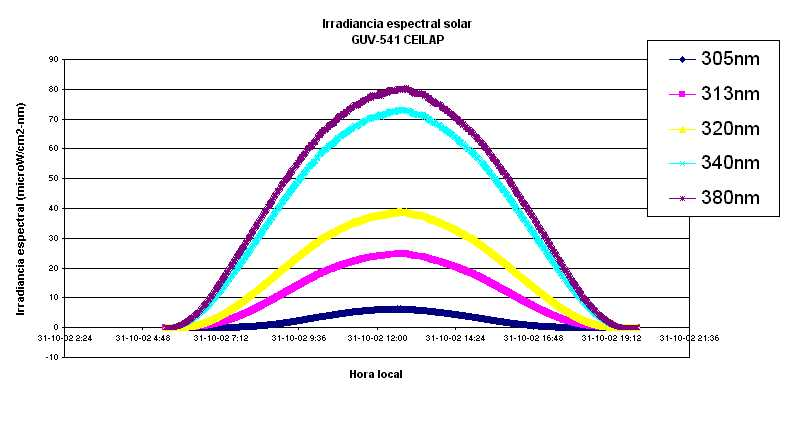 Irradiancia espectral solar
GUV-541 CEILAP
Irradiancia espectral (microW/cm2-nm)
90
80
70
60
50
40
30
20
10
0
-10
31-10-02 2:24
31-10-02 4:48
31-10-02 7:12
31-10-02 9:36
31-10-02 12:00
31-10-02 14:24
31-10-02 16:48
31-10-02 19:12
31-10-02 21:36
Hora local
305nm
313nm
320nm
340nm
380nm